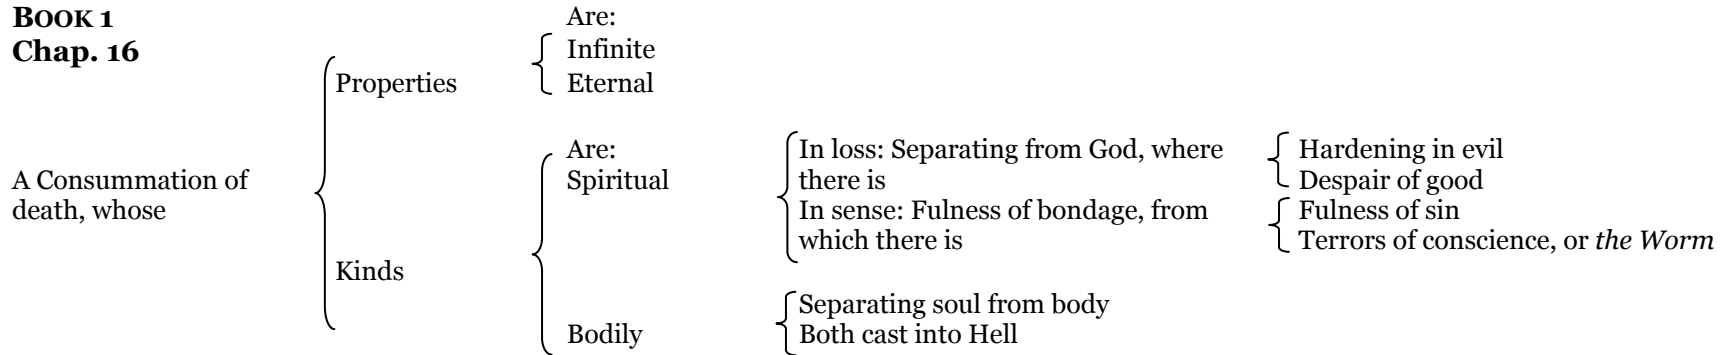 BOOK 1
Chap. 16
A Consummation of
death, whose
Properties
Kinds
Are:
Infinite
Eternal
Are:
Spiritual
Bodily
In loss: Separating from God, where
there is
In sense: Fulness of bondage, from
which there is
Hardening in evil
Despair of good
Fulness of sin
Terrors of conscience, or the Worm
Separating soul from body
Both cast into Hell